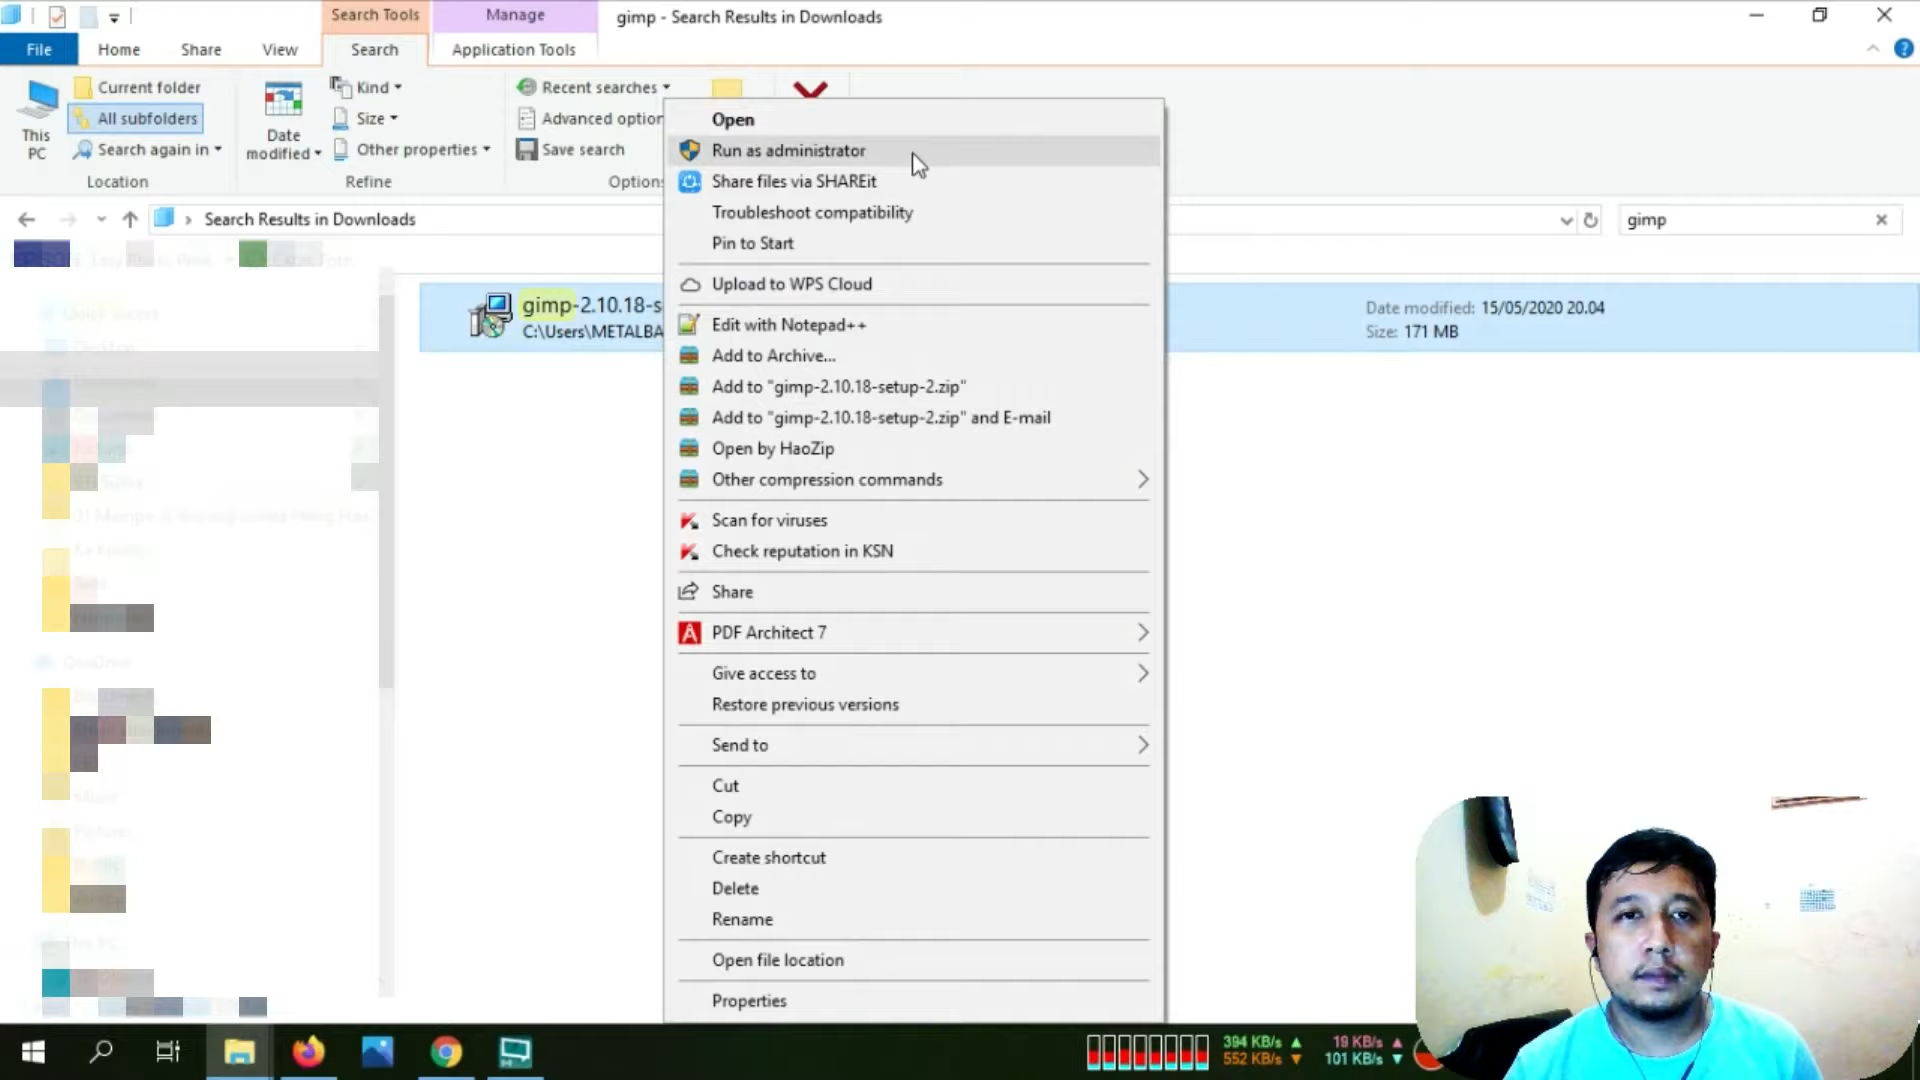 Search Tools
Manage
gimp - Search Results in Downloads
File
Home
Share
View
Search
Application Tools
This PC
Current folder
All subfolders
Search again in
Location
Date modified
Kind
Size
Other properties
Refine
Recent searches
Advanced option
Save search
Options
Search Results in Downloads
gimp
gimp-2.10.18-s
C:\Users\METALBA
Date modified: 15/05/2020 20.04
Size: 171 MB
Open
Run as administrator
Share files via SHAREit
Troubleshoot compatibility
Pin to Start
Upload to WPS Cloud
Edit with Notepad++
Add to Archive...
Add to "gimp-2.10.18-setup-2.zip"
Add to "gimp-2.10.18-setup-2.zip" and E-mail
Open by HaoZip
Other compression commands
Scan for viruses
Check reputation in KSN
Share
PDF Architect 7
Give access to
Restore previous versions
Send to
Cut
Copy
Create shortcut
Delete
Rename
Open file location
Properties
394 KB/s
552 KB/s
19 KB/s
101 KB/s